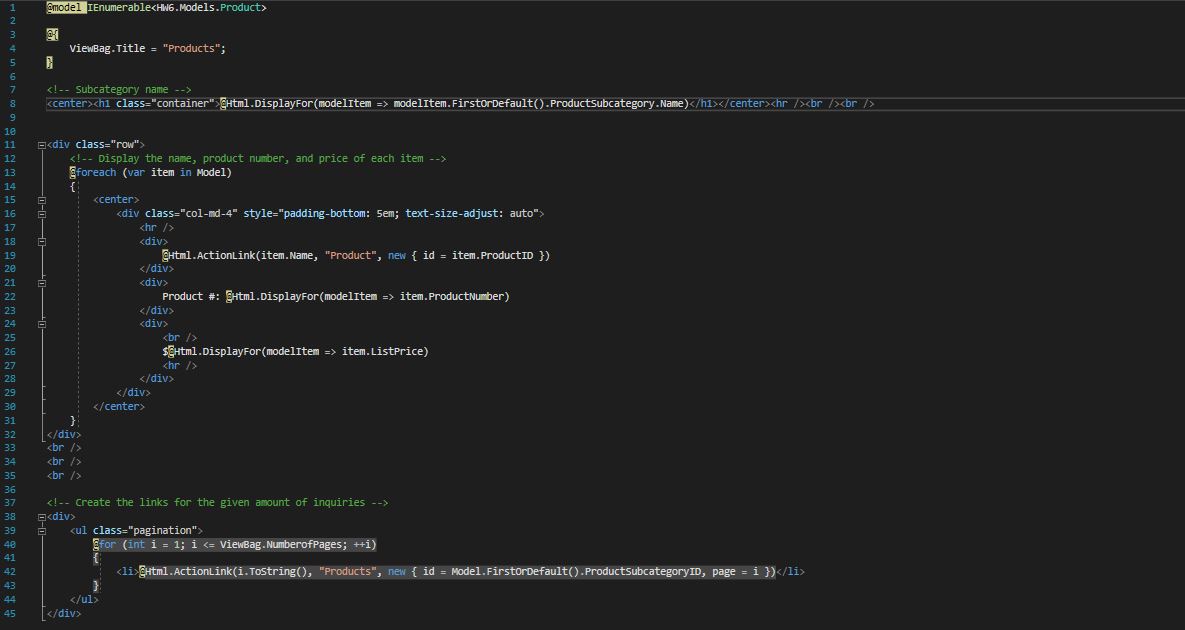 1 @model IEnumerable<HW6.Models.Product>
2
3 @{
4 ViewBag.Title = "Products";
5 }
6
7 <!-- Subcategory name -->
8 <center><h1 class="container">@Html.DisplayFor(modelItem => modelItem.FirstOrDefault().ProductSubcategory.Name)</h1></center><hr /><br /><br />
9
10
11 <div class="row">
12 <!-- Display the name, product number, and price of each item -->
13 @foreach (var item in Model)
14 {
15 <center>
16 <div class="col-md-4" style="padding-bottom: 5em; text-size-adjust: auto">
17 <hr />
18 <div>
19 @Html.ActionLink(item.Name, "Product", new { id = item.ProductID })
20 </div>
21 <div>
22 Product #: @Html.DisplayFor(modelItem => item.ProductNumber)
23 </div>
24 <div>
25 <br />
26 $@Html.DisplayFor(modelItem => item.ListPrice)
27 <hr />
28 </div>
29 </div>
30 </center>
31 }
32 </div>
33 <br />
34 <br />
35 <br />
36
37 <!-- Create the links for the given amount of inquiries -->
38 <div>
39 <ul class="pagination">
40 @for (int i = 1; i <= ViewBag.NumberofPages; ++i)
41 {
42 <li>@Html.ActionLink(i.ToString(), "Products", new { id = Model.FirstOrDefault().ProductSubcategoryID, page = i })</li>
43 }
44 </ul>
45 </div>